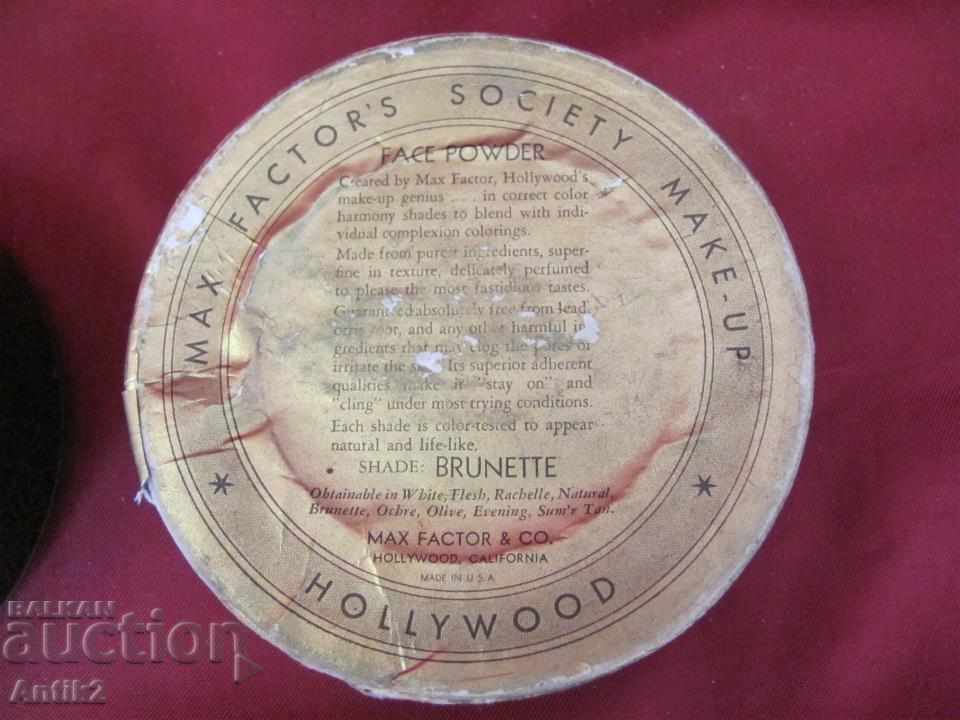 MAX FACTOR'S SOCIETY MAKE-UP
FACE POWDER
Created by Max Factor, Hollywood's
make-up genius .... in correct color
harmony shades to blend with indi-
vidual complexion colorings.
Made from purest ingredients, super-
fine in texture, delicately perfumed
to please the most fastidious tastes.
Guaranteed absolutely free from lead,
orris root, and any other harmful in
gredients that may clog the pores or
irritate the skin. Its superior adherent
qualities make it "stay on" and
"cling" under most trying conditions.
Each shade is color-tested to appear
natural and life-like.
SHADE: BRUNETTE
Obtainable in White, Flesh, Rachelle, Natural,
Brunette, Ochre, Olive, Evening, Sum'r Tan.
MAX FACTOR & CO.
HOLLYWOOD, CALIFORNIA
MADE IN U.S.A
* HOLLYWOOD *
BALKAN
auction
Antik2